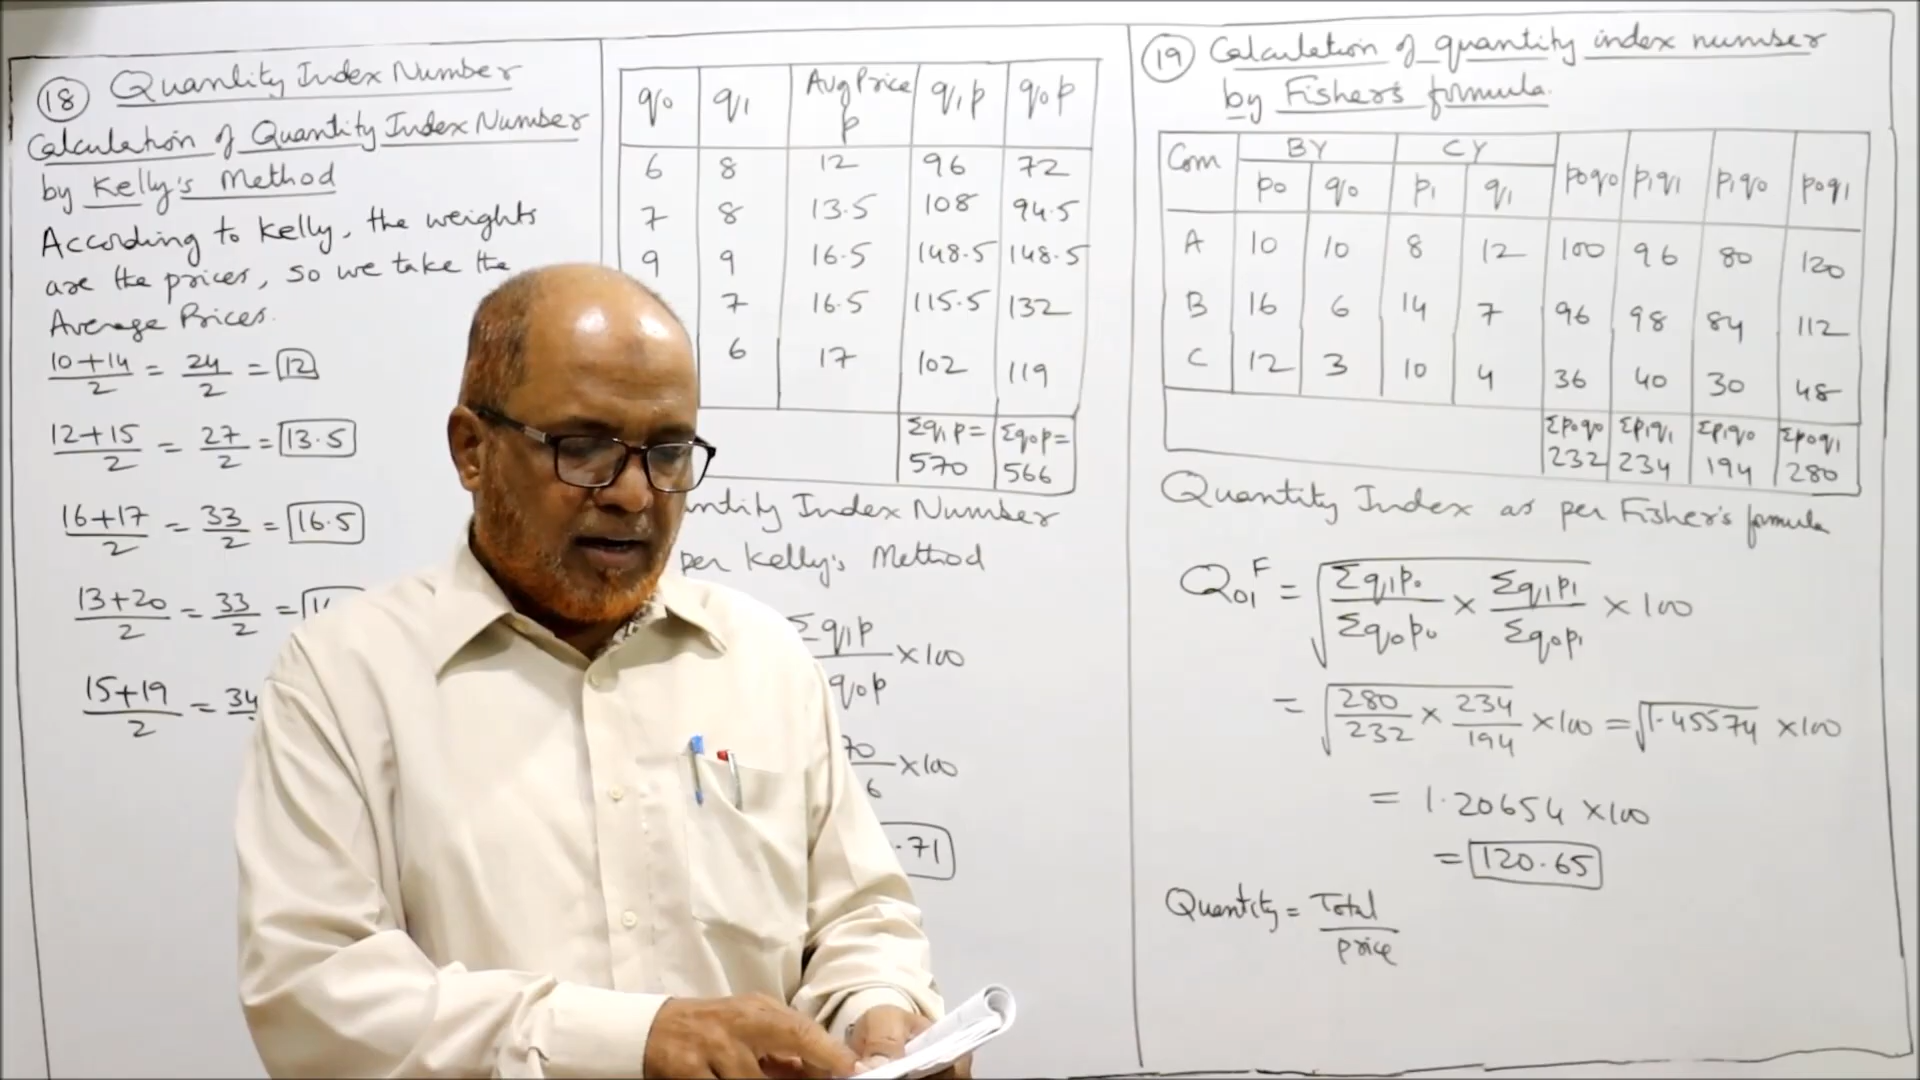 18 Quantity Index Number
Calculation of Quantity Index Number
by Kelly's Method
According to Kelly, the weights
are the prices, so we take the
Average Prices.
10+14/2 = 24/2 = 12
12+15/2 = 27/2 = 13.5
16+17/2 = 33/2 = 16.5
13+20/2 = 33/2 =
15+19/2 = 34
q0 q1 Avg Price p q1p q0p
6 8 12 96 72
7 8 13.5 108 94.5
9 9 16.5 148.5 148.5
7 16.5 115.5 132
6 17 102 119
Σq1p = 570 Σq0p = 566
ntity Index Number
per Kelly's Method
Σq1p/q0p ×100
70/6 ×100
.71
19 Calculation of quantity index number
by Fisher's formula.
Com BY CY p0q0 p1q1 p1q0 p0q1
p0 q0 p1 q1
A 10 10 8 12 100 96 80 120
B 16 6 14 7 96 98 84 112
C 12 3 10 4 36 40 30 48
Σp0q0 232 Σp1q1 234 Σp1q0 194 Σp0q1 280
Quantity Index as per Fisher's formula
Q01^F = √(Σq1p0/Σq0p0 × Σq1p1/Σq0p1) × 100
= √(280/232 × 234/194) ×100 = √1.45574 ×100
= 1.20654 ×100
= 120.65
Quantity = Total/price